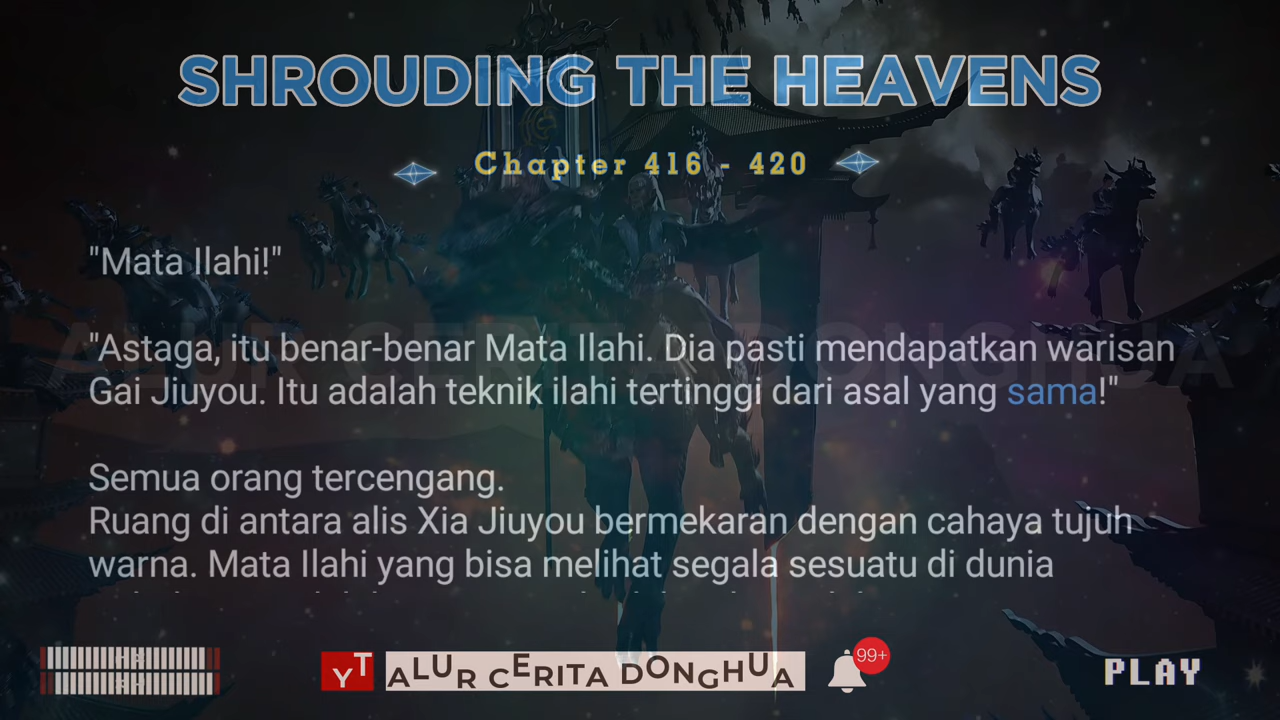 SHROUDING THE HEAVENS
Chapter 416 - 420
"Mata Ilahi!"
"Astaga, itu benar-benar Mata Ilahi. Dia pasti mendapatkan warisan
Gai Jiuyou. Itu adalah teknik ilahi tertinggi dari asal yang sama!"
ALUR CERITA DONGHUA
Semua orang tercengang.
Ruang di antara alis Xia Jiuyou bermekaran dengan cahaya tujuh
warna. Mata Ilahi yang bisa melihat segala sesuatu di dunia
YT ALUR CERITA DONGHUA
99+
PLAY